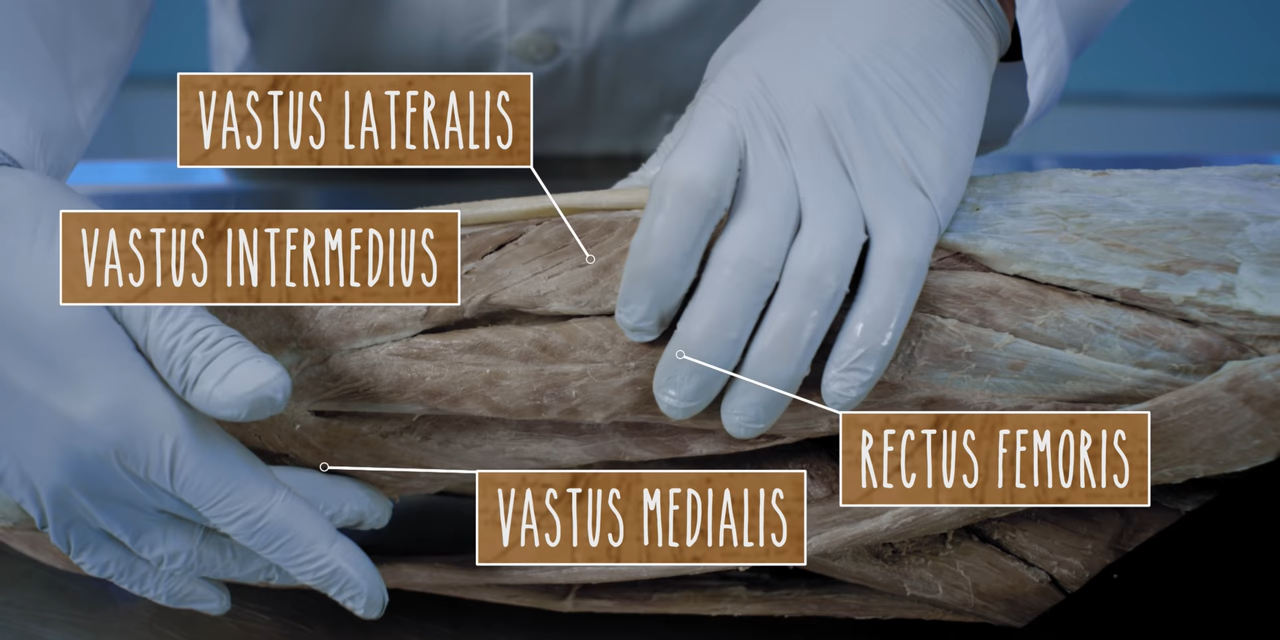 VASTUS LATERALIS
VASTUS INTERMEDIUS
RECTUS FEMORIS
VASTUS MEDIALIS